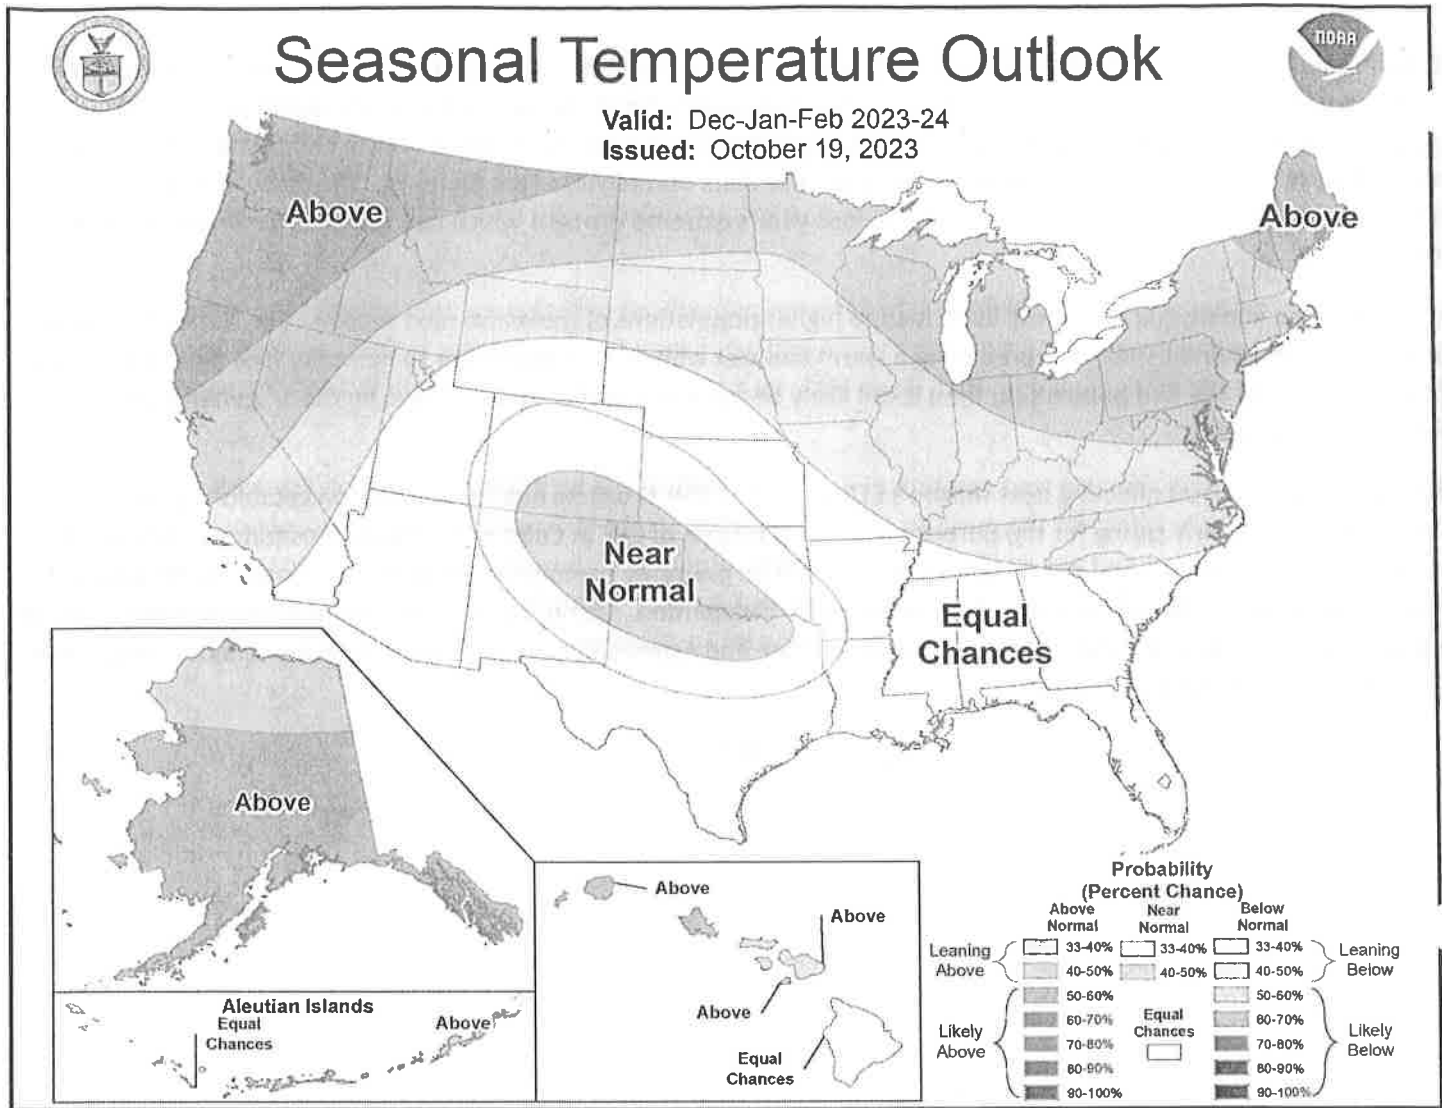 Seasonal Temperature Outlook
NOAA
Valid: Dec-Jan-Feb 2023-24
Issued: October 19, 2023
Above
Above
Near
Normal
Equal
Chances
Above
Aleutian Islands
Equal
Chances
Above
Above
Above
Above
Equal
Chances
Probability
(Percent Chance)
Above
Normal
Near
Normal
Below
Normal
Leaning
Above
33-40%
33-40%
33-40%
40-50%
40-50%
40-50%
Leaning
Below
Likely
Above
50-60%
60-70%
70-80%
80-90%
90-100%
Equal
Chances
50-60%
60-70%
70-80%
80-90%
90-100%
Likely
Below